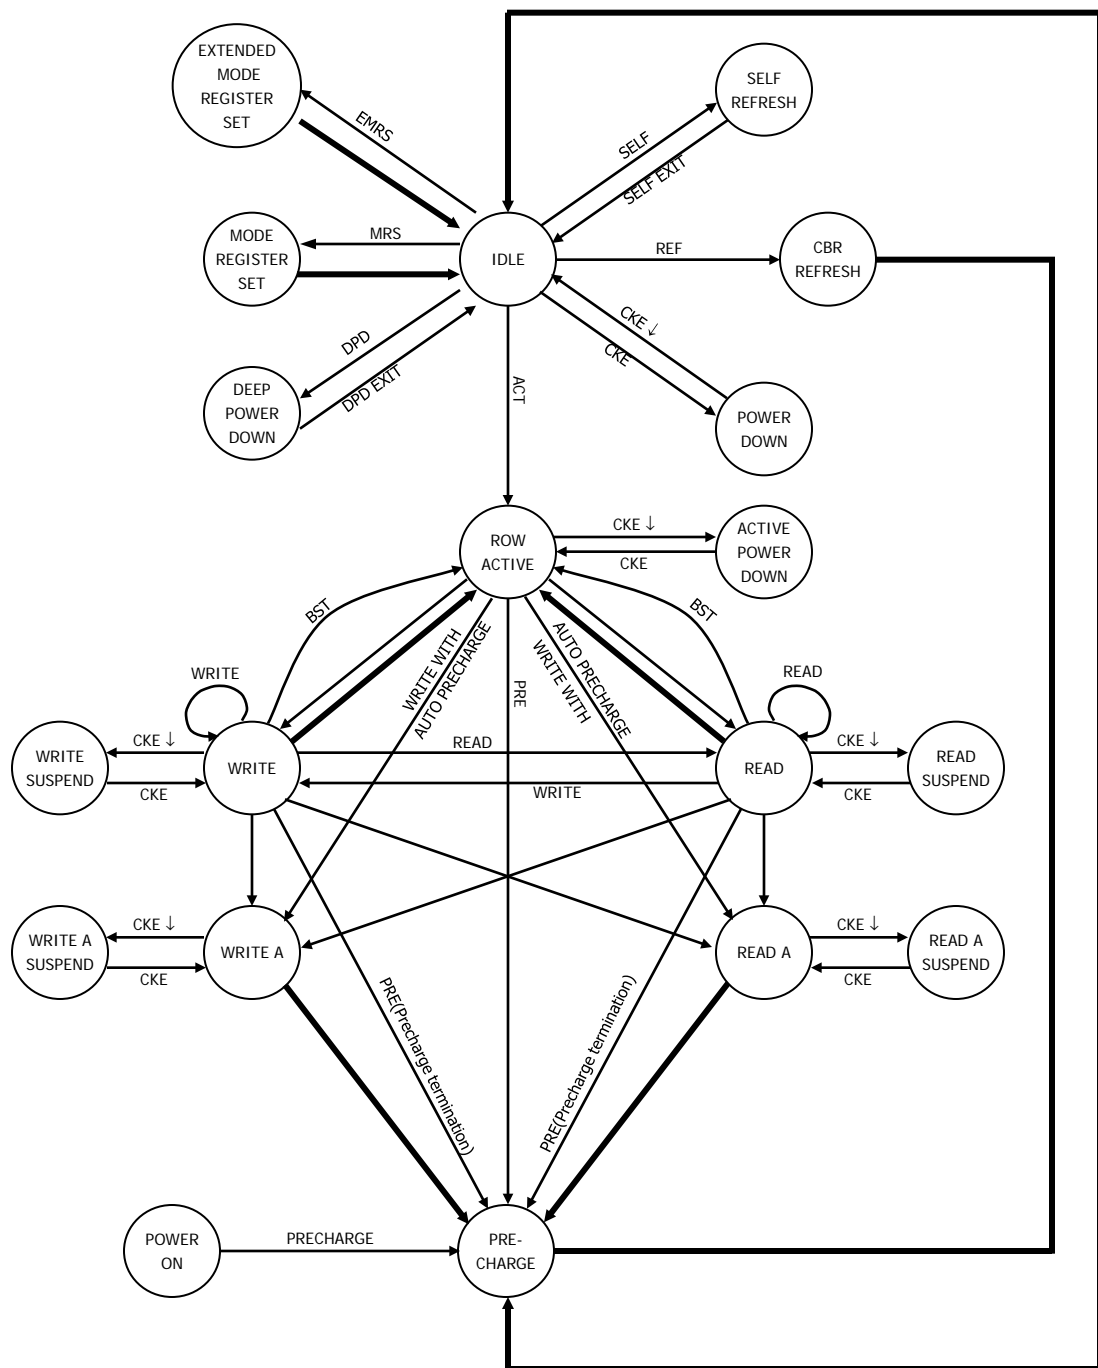 EXTENDED
MODE
REGISTER
SET
EMRS
SELF
REFRESH
SELF
SELF EXIT
MODE
REGISTER
SET
MRS
IDLE
REF
CBR
REFRESH
DPD
DPD EXIT
DEEP
POWER
DOWN
ACT
CKE ↓
CKE
POWER
DOWN
ROW
ACTIVE
CKE ↓
CKE
ACTIVE
POWER
DOWN
BST
BST
WRITE WITH
AUTO PRECHARGE
PRE
AUTO PRECHARGE
WRITE WITH
WRITE
READ
WRITE
SUSPEND
CKE ↓
CKE
WRITE
READ
WRITE
READ
CKE ↓
CKE
READ
SUSPEND
WRITE A
SUSPEND
CKE ↓
CKE
WRITE A
READ A
CKE ↓
CKE
READ A
SUSPEND
PRE(Precharge termination)
PRE(Precharge termination)
POWER
ON
PRECHARGE
PRE-
CHARGE